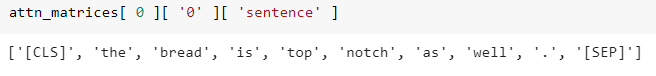 attn_matrices[ 0 ][ '0' ][ 'sentence' ]
['[CLS]', 'the', 'bread', 'is', 'top', 'notch', 'as', 'well', '.', '[SEP]']